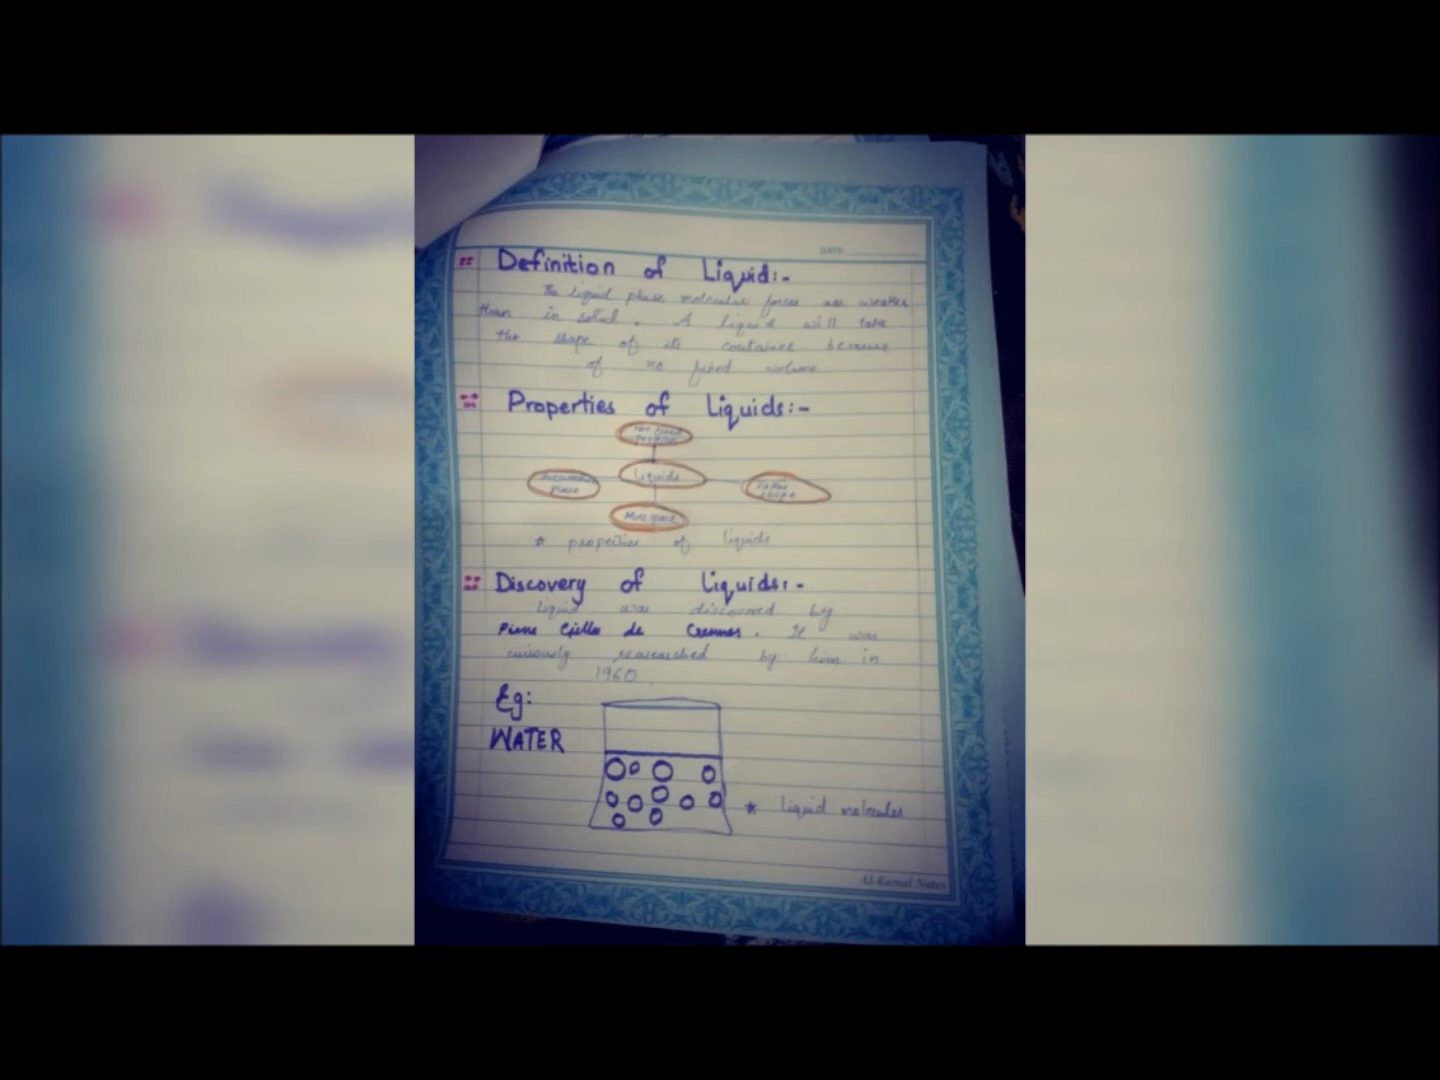 DATE:
Definition of Liquid:-
The liquid phase molecular forces are weaker
than in solid. A liquid will take
the shape of its container because
of no fixed volume
Properties of Liquids:-
Liquids
Takes
shape
More space
* properties of liquids
Discovery of Liquids:-
Liquid was discovered by
de It was
curiously researched by him in
1960.
Eg:
WATER
* liquid molecules
Al-Kamal Notes